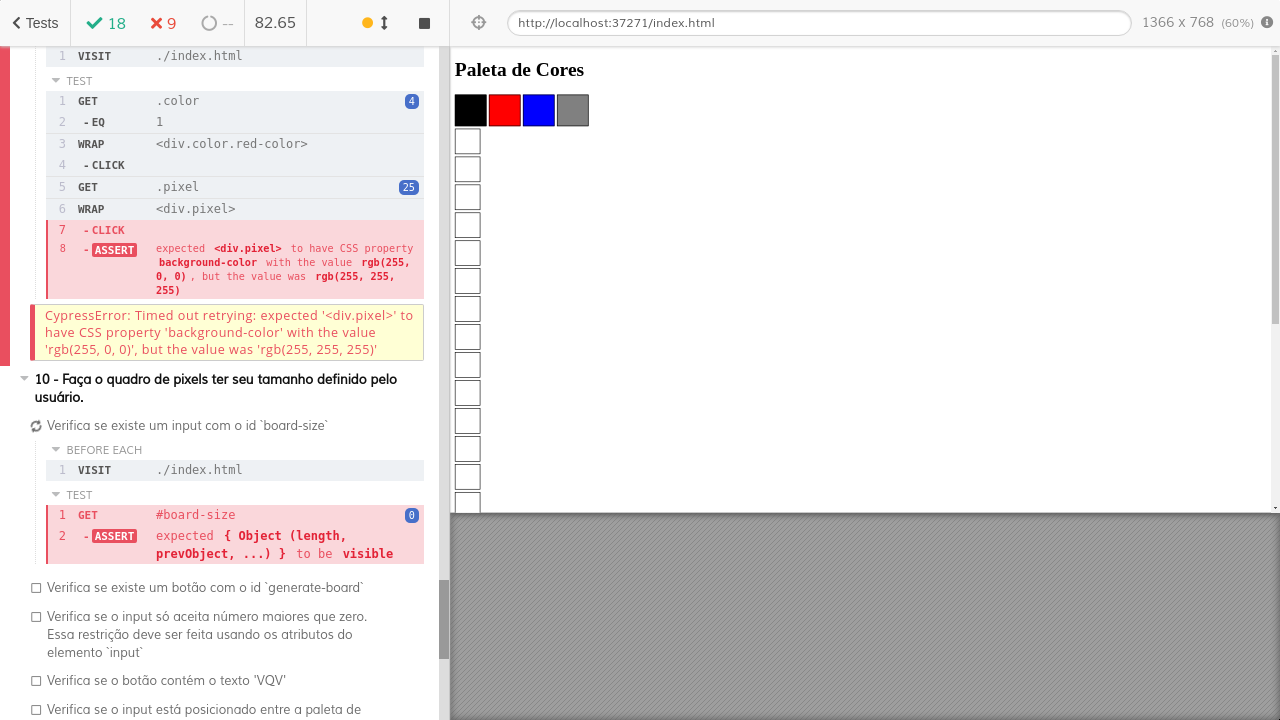 Tests 18 9 -- 82.65 http://localhost:37271/index.html 1366 x 768 (60%)
1 VISIT ./index.html
TEST
1 GET .color 4
2 - EQ 1
3 WRAP <div.color.red-color>
4 - CLICK
5 GET .pixel 25
6 WRAP <div.pixel>
7 - CLICK
8 - ASSERT expected <div.pixel> to have CSS property
background-color with the value rgb(255,
0, 0) , but the value was rgb(255, 255,
255)
CypressError: Timed out retrying: expected '<div.pixel>' to
have CSS property 'background-color' with the value
'rgb(255, 0, 0)', but the value was 'rgb(255, 255, 255)'
10 - Faça o quadro de pixels ter seu tamanho definido pelo
usuário.
Verifica se existe um input com o id `board-size`
BEFORE EACH
1 VISIT ./index.html
TEST
1 GET #board-size 0
2 - ASSERT expected { Object (length,
prevObject, ...) } to be visible
Verifica se existe um botão com o id `generate-board`
Verifica se o input só aceita número maiores que zero.
Essa restrição deve ser feita usando os atributos do
elemento `input`
Verifica se o botão contém o texto 'VQV'
Verifica se o input está posicionado entre a paleta de
Paleta de Cores